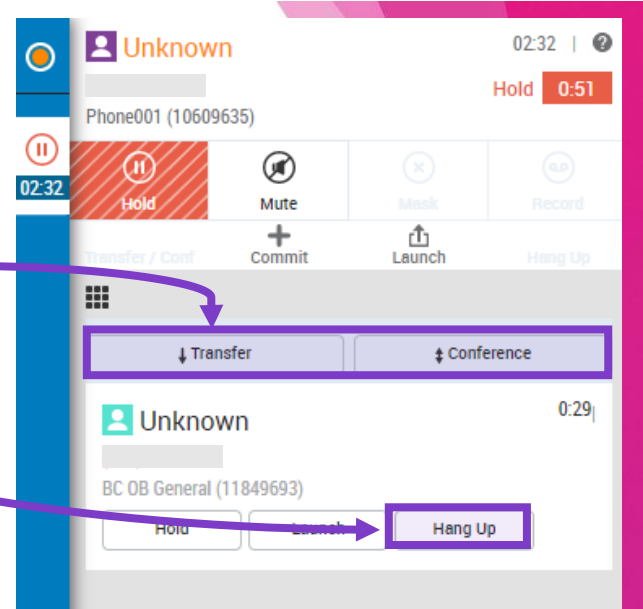 Unknown
02:32 |
Hold 0:51
Phone001 (10609635)
02:32
Hold Mute Mask Record
Transfer / Conf Commit Launch Hang Up
Transfer Conference
Unknown 0:29
BC OB General (11849693)
Hold Launch Hang Up